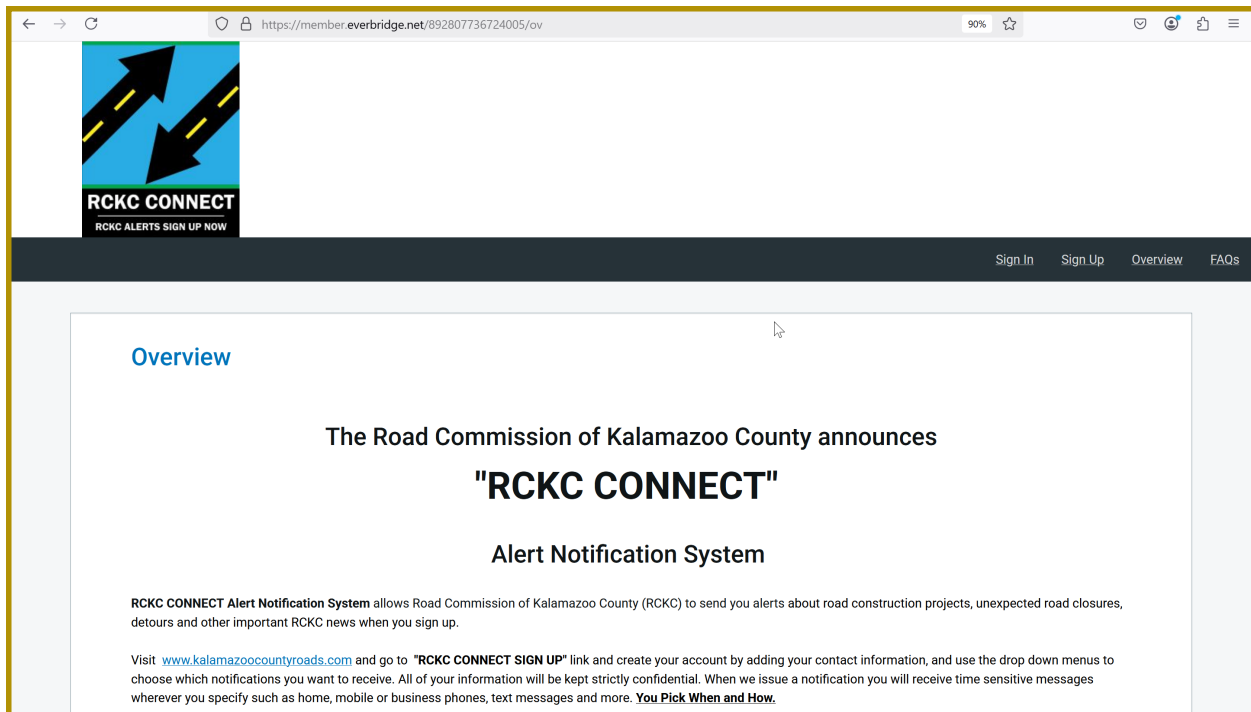 https://member.everbridge.net/892807736724005/ov
90%
RCKC CONNECT
RCKC ALERTS SIGN UP NOW
Sign In Sign Up Overview FAQs
Overview
The Road Commission of Kalamazoo County announces
"RCKC CONNECT"
Alert Notification System
RCKC CONNECT Alert Notification System allows Road Commission of Kalamazoo County (RCKC) to send you alerts about road construction projects, unexpected road closures,
detours and other important RCKC news when you sign up.
Visit www.kalamazoocountyroads.com and go to "RCKC CONNECT SIGN UP" link and create your account by adding your contact information, and use the drop down menus to
choose which notifications you want to receive. All of your information will be kept strictly confidential. When we issue a notification you will receive time sensitive messages
wherever you specify such as home, mobile or business phones, text messages and more. You Pick When and How.